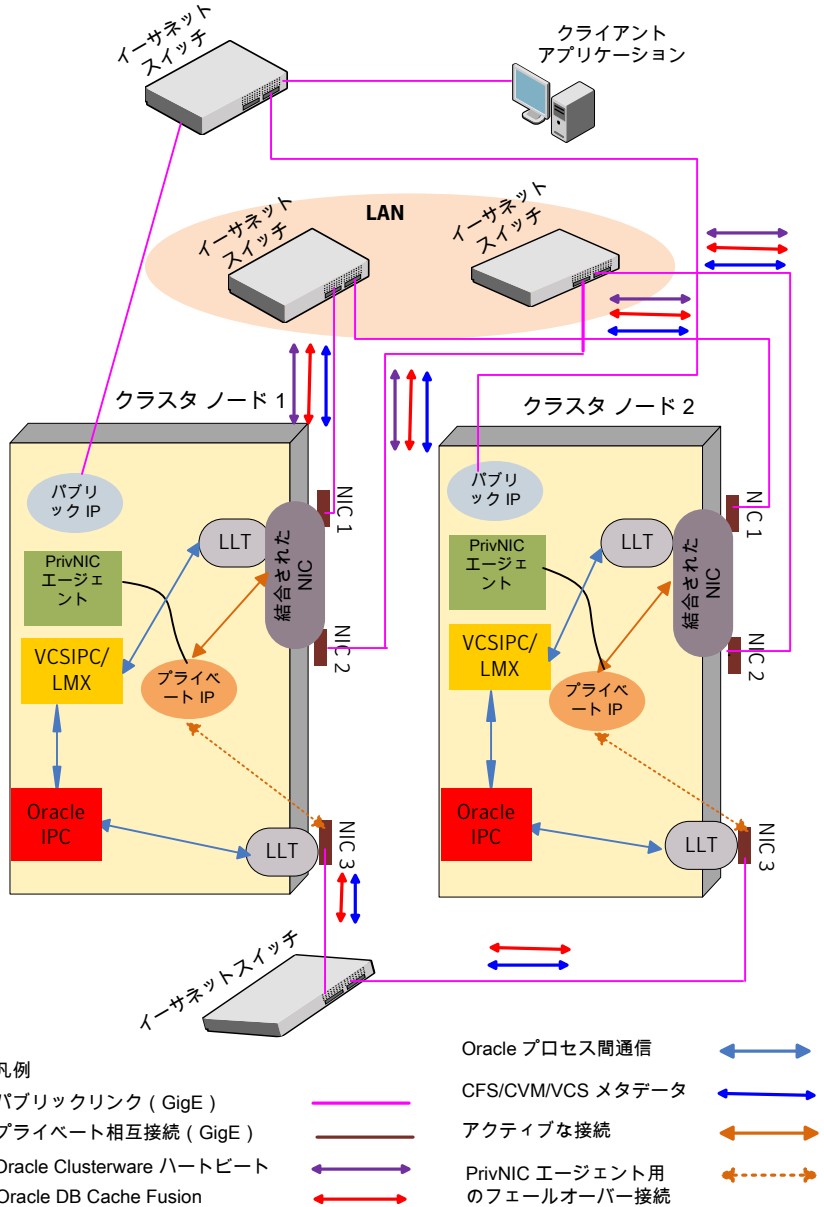 イーサネット
スイッチ
クライアント
アプリケーション
LAN
イーサネット
スイッチ
イーサネット
スイッチ
クラスタ ノード 1
クラスタ ノード 2
パブリ
ック IP
LLT
結合された
NIC
NIC 1
PrivNIC
エージェ
ント
VCSIPC/
LMX
プライベ
ート IP
NIC 2
Oracle
IPC
LLT
NIC 3
パブリ
ック IP
LLT
結合された
NIC
NIC 1
PrivNIC
エージェ
ント
VCSIPC/
LMX
プライベ
ート IP
NIC 2
Oracle
IPC
LLT
NIC 3
イーサネットスイッチ
凡例
パブリックリンク ( GigE )
プライベート相互接続 ( GigE )
Oracle Clusterware ハートビート
Oracle DB Cache Fusion
Oracle プロセス間通信
CFS/CVM/VCS メタデータ
アクティブな接続
PrivNIC エージェント用
のフェールオーバー接続